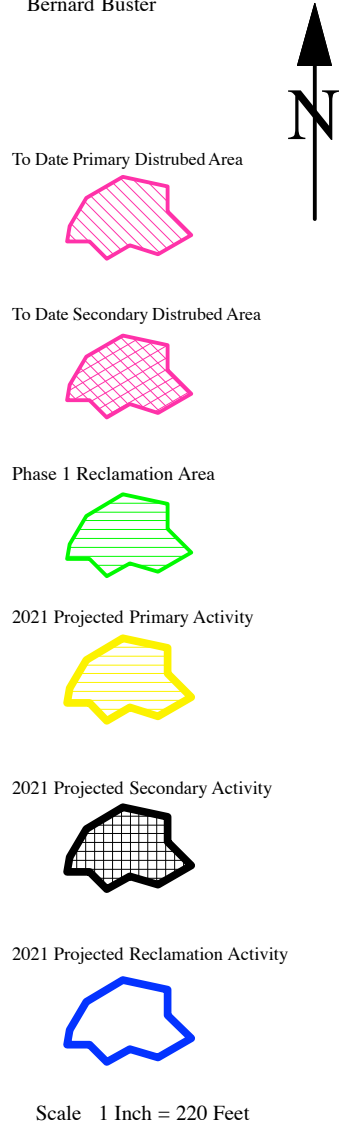 Bernard Buster
N
To Date Primary Distrubed Area
To Date Secondary Distrubed Area
Phase 1 Reclamation Area
2021 Projected Primary Activity
2021 Projected Secondary Activity
2021 Projected Reclamation Activity
Scale 1 Inch = 220 Feet